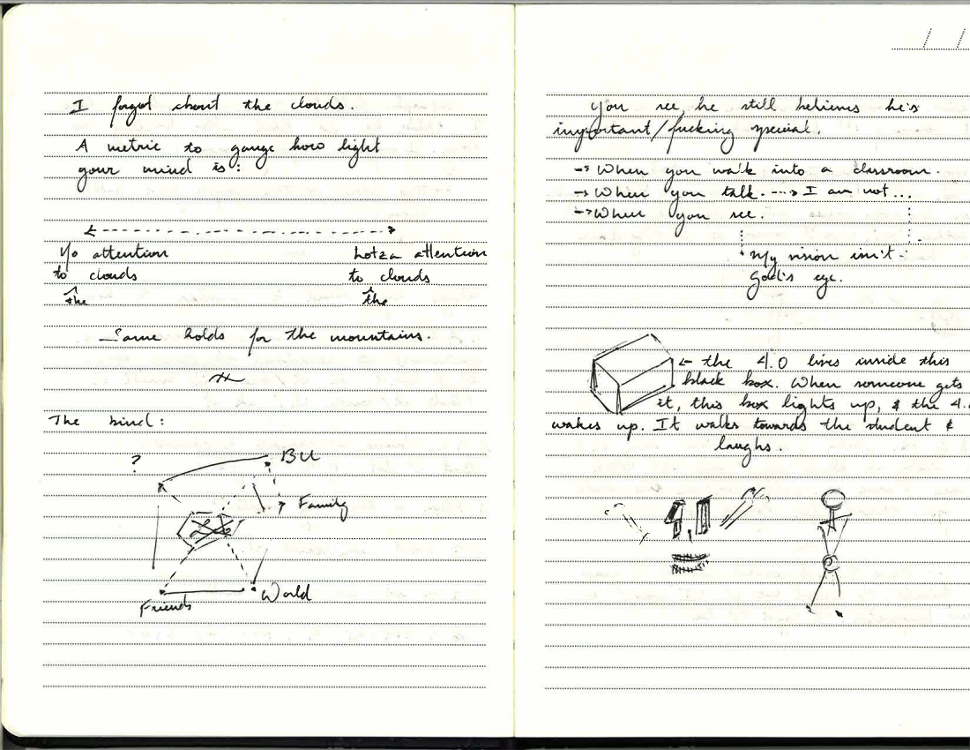 I forgot about the clouds.
A metric to gauge how light
your mind is:
No attention
to clouds
^
the
Lotza attention
to clouds
^
the
Same holds for the mountains.
The bind:
?
BU
Family
Friends
World
/ /
You see, he still believes he's
important/fucking special.
→ When you walk into a classroom.
→ When you talk. ---> I am not...
→ When you see.
My vision isn't
God's eye.
← the 4.0 lives inside this
black box. When someone gets
it, this box lights up, & the 4.0
wakes up. It walks towards the student &
laughs.
4.0